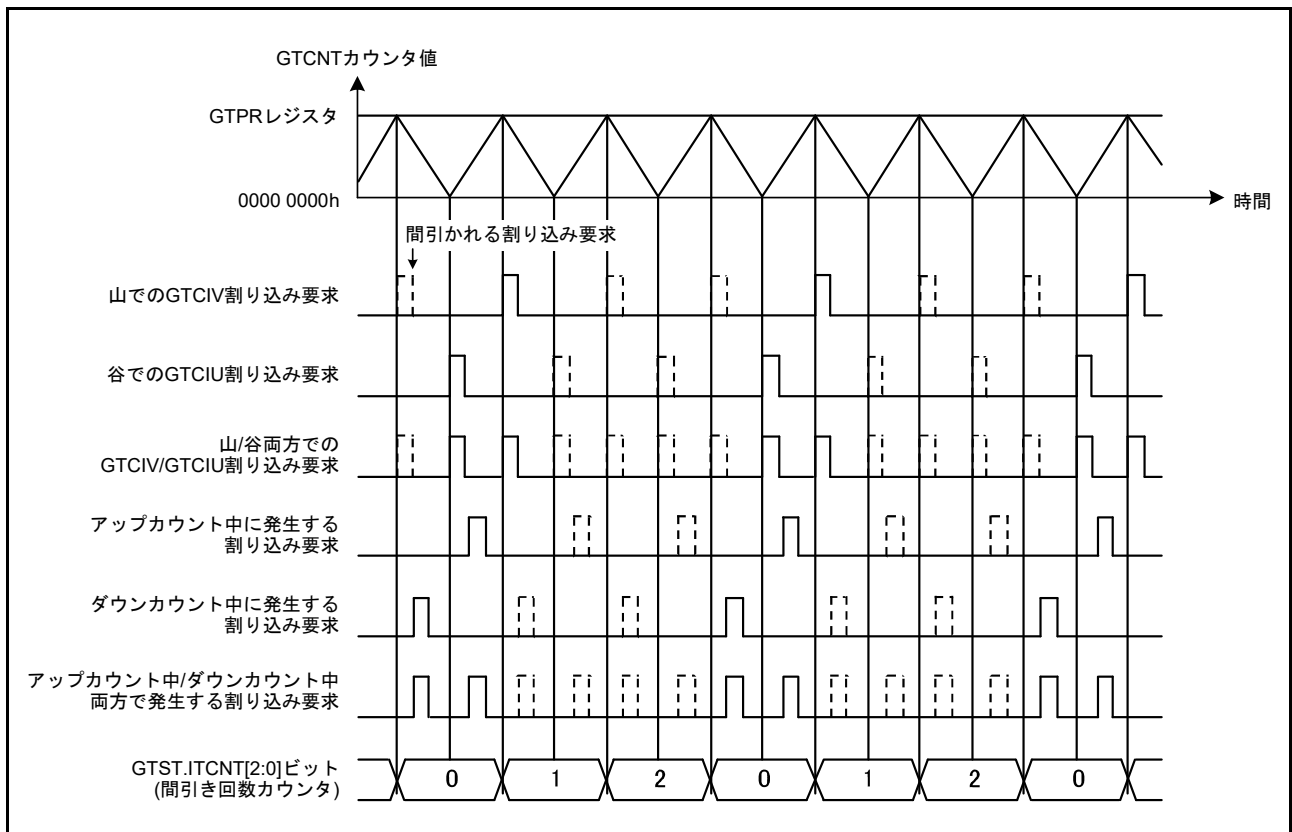 GTCNTカウンタ値
GTPRレジスタ
0000 0000h
時間
間引かれる割り込み要求
山でのGTCIV割り込み要求
谷でのGTCIU割り込み要求
山/谷両方での
GTCIV/GTCIU割り込み要求
アップカウント中に発生する
割り込み要求
ダウンカウント中に発生する
割り込み要求
アップカウント中/ダウンカウント中
両方で発生する割り込み要求
GTST.ITCNT[2:0]ビット
(間引き回数カウンタ)
0 1 2 0 1 2 0